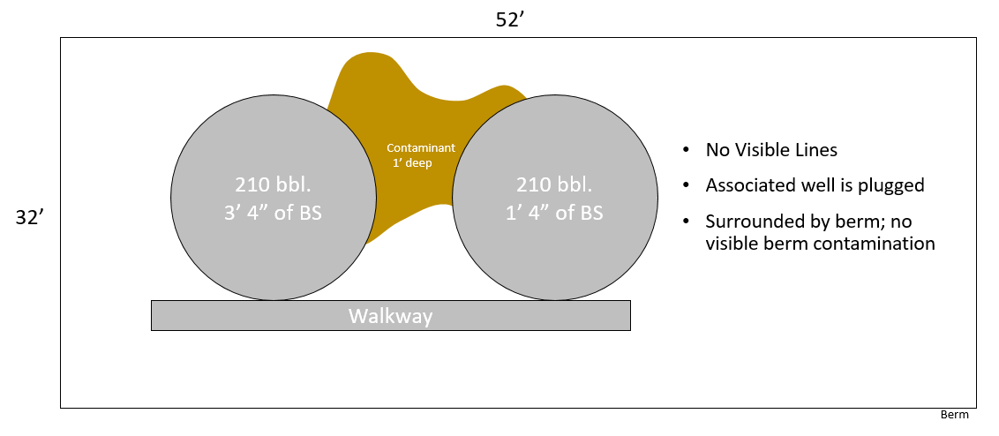 52’
32’
Contaminant
1’ deep
210 bbl.
3’ 4” of BS
210 bbl.
1’ 4” of BS
• No Visible Lines
• Associated well is plugged
• Surrounded by berm; no
visible berm contamination
Walkway
Berm